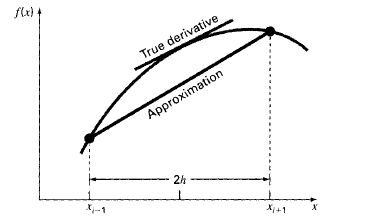 f(x)
True derivative
Approximation
2h
x_{i-1}
x_{i+1}
x